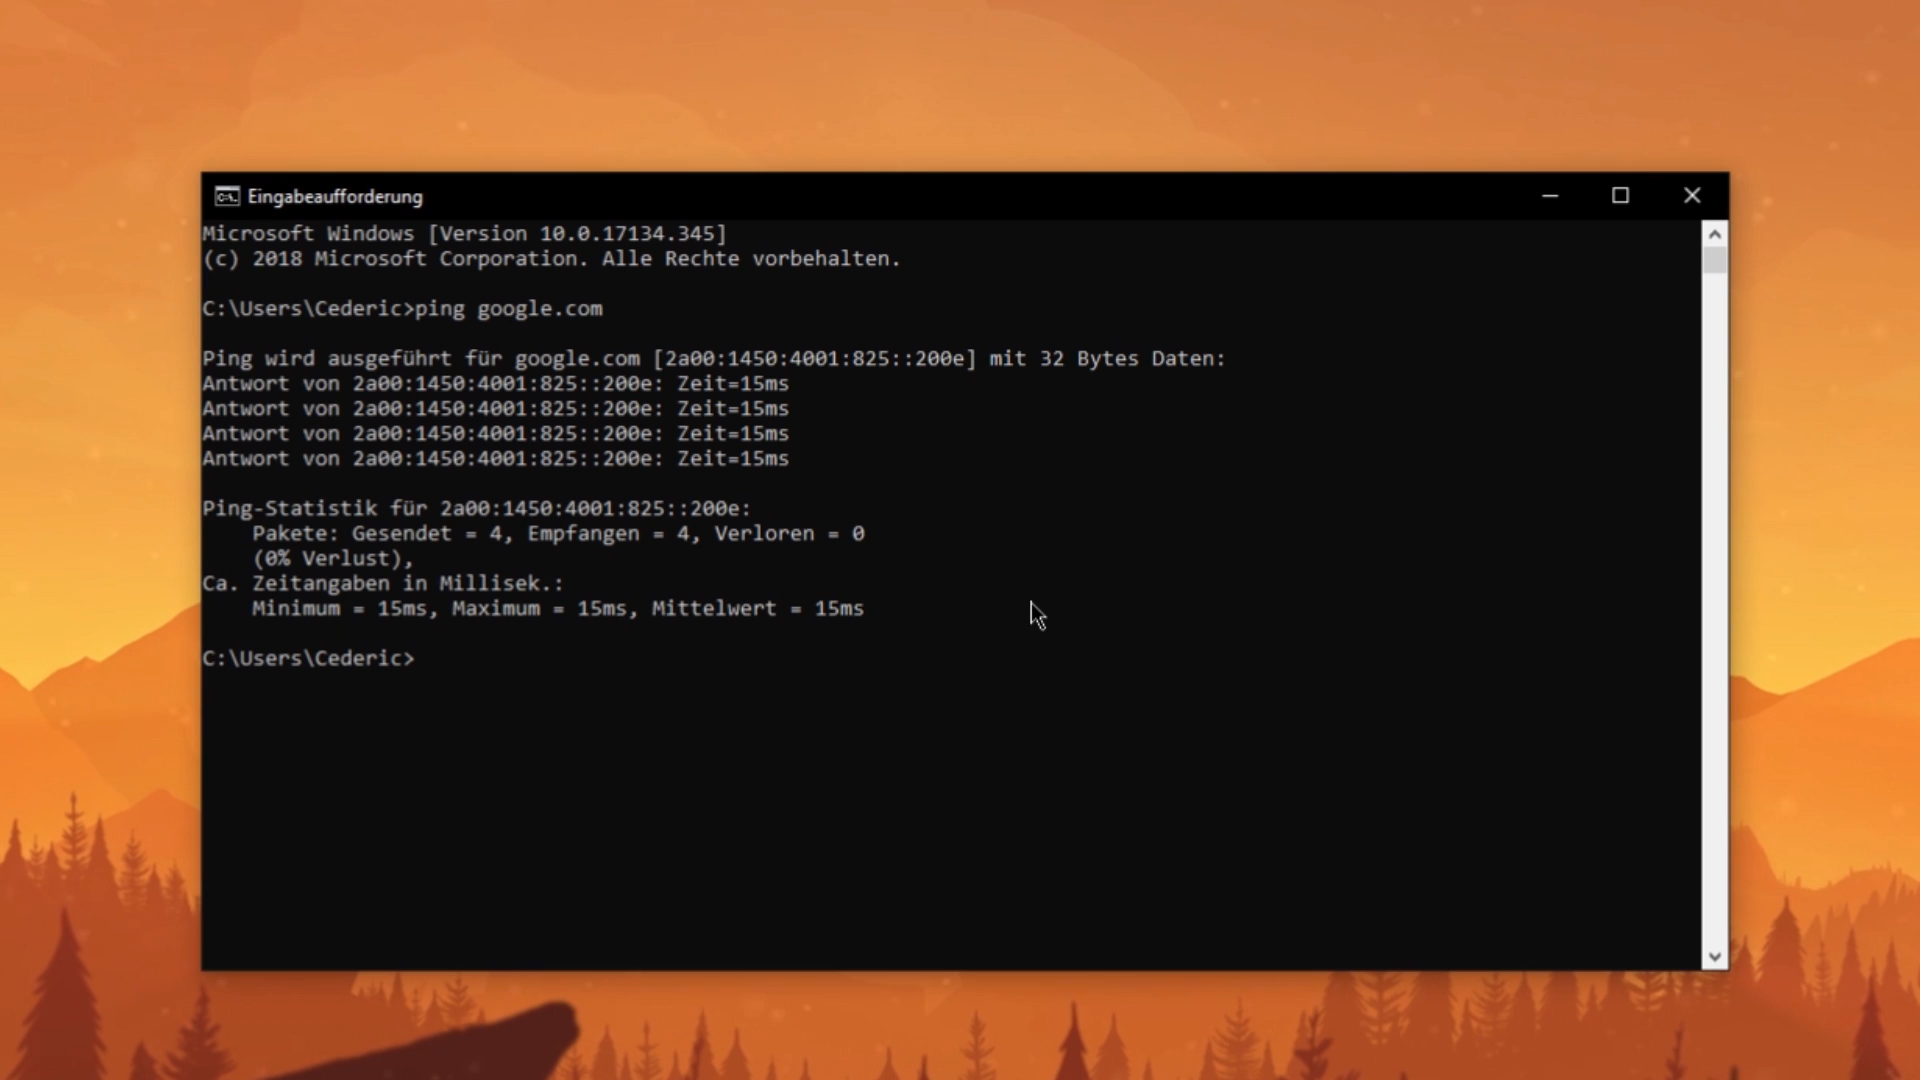 Eingabeaufforderung
Microsoft Windows [Version 10.0.17134.345]
(c) 2018 Microsoft Corporation. Alle Rechte vorbehalten.
C:\Users\Cederic>ping google.com
Ping wird ausgeführt für google.com [2a00:1450:4001:825::200e] mit 32 Bytes Daten:
Antwort von 2a00:1450:4001:825::200e: Zeit=15ms
Antwort von 2a00:1450:4001:825::200e: Zeit=15ms
Antwort von 2a00:1450:4001:825::200e: Zeit=15ms
Antwort von 2a00:1450:4001:825::200e: Zeit=15ms
Ping-Statistik für 2a00:1450:4001:825::200e:
    Pakete: Gesendet = 4, Empfangen = 4, Verloren = 0
    (0% Verlust),
Ca. Zeitangaben in Millisek.:
    Minimum = 15ms, Maximum = 15ms, Mittelwert = 15ms
C:\Users\Cederic>